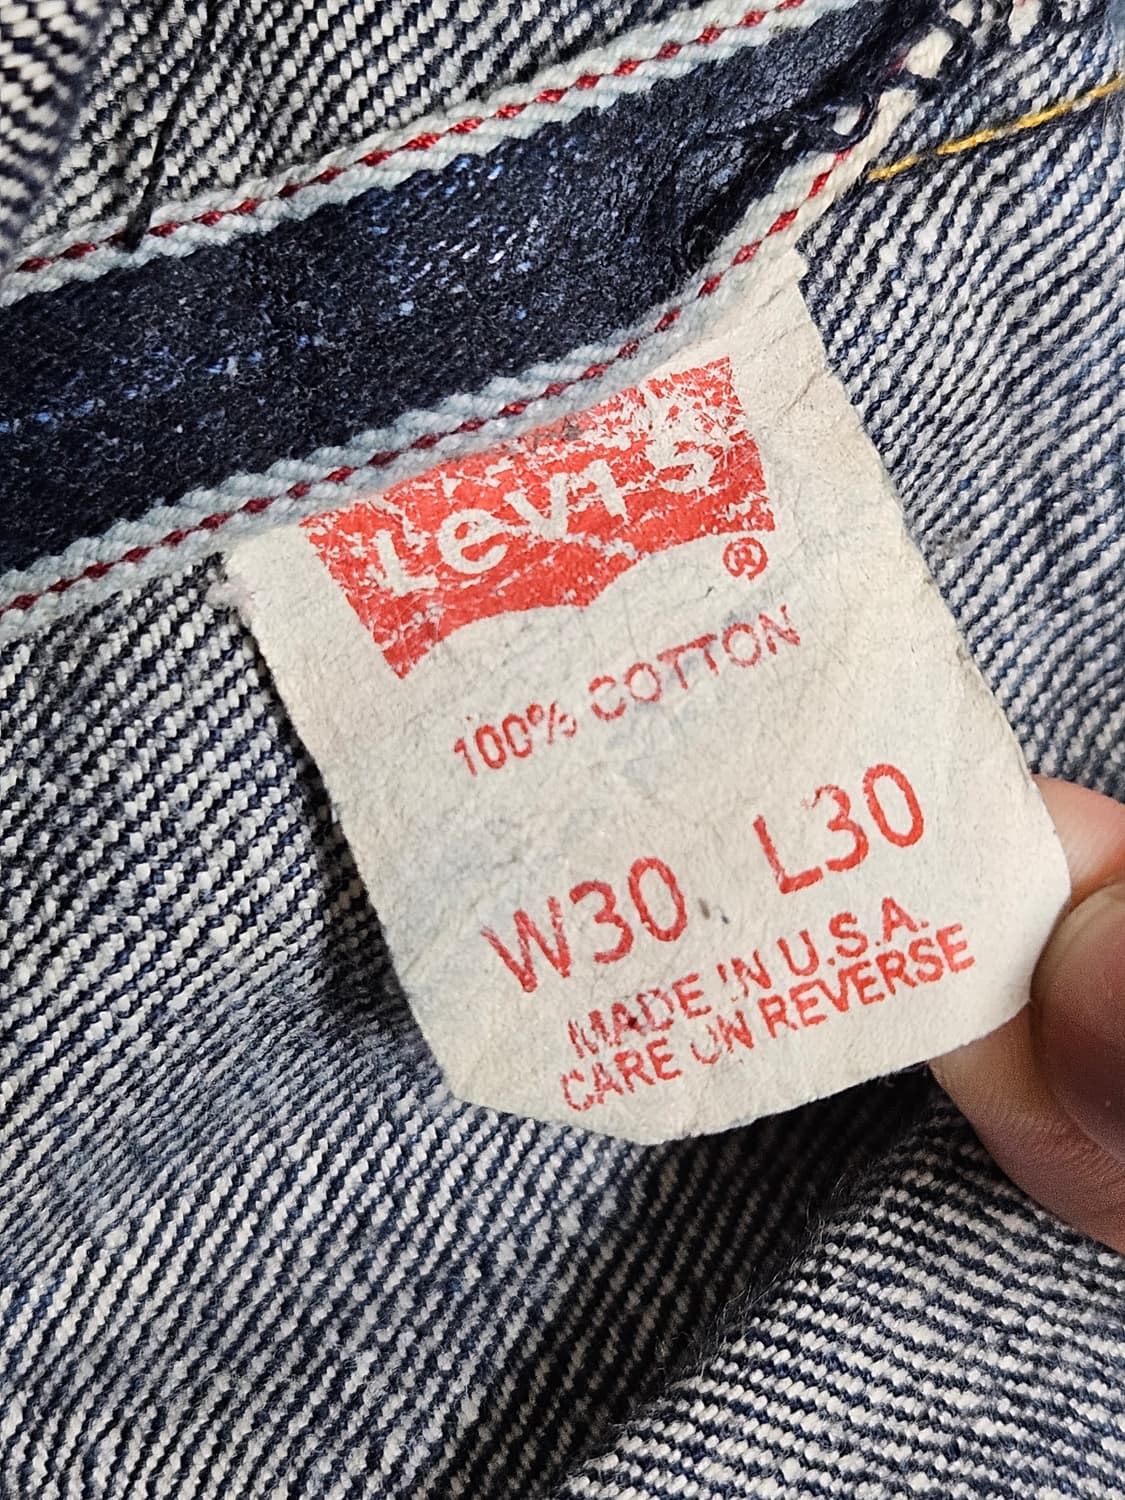 Levi's
®
100% COTTON
W30 L30
MADE IN U.S.A.
CARE ON REVERSE